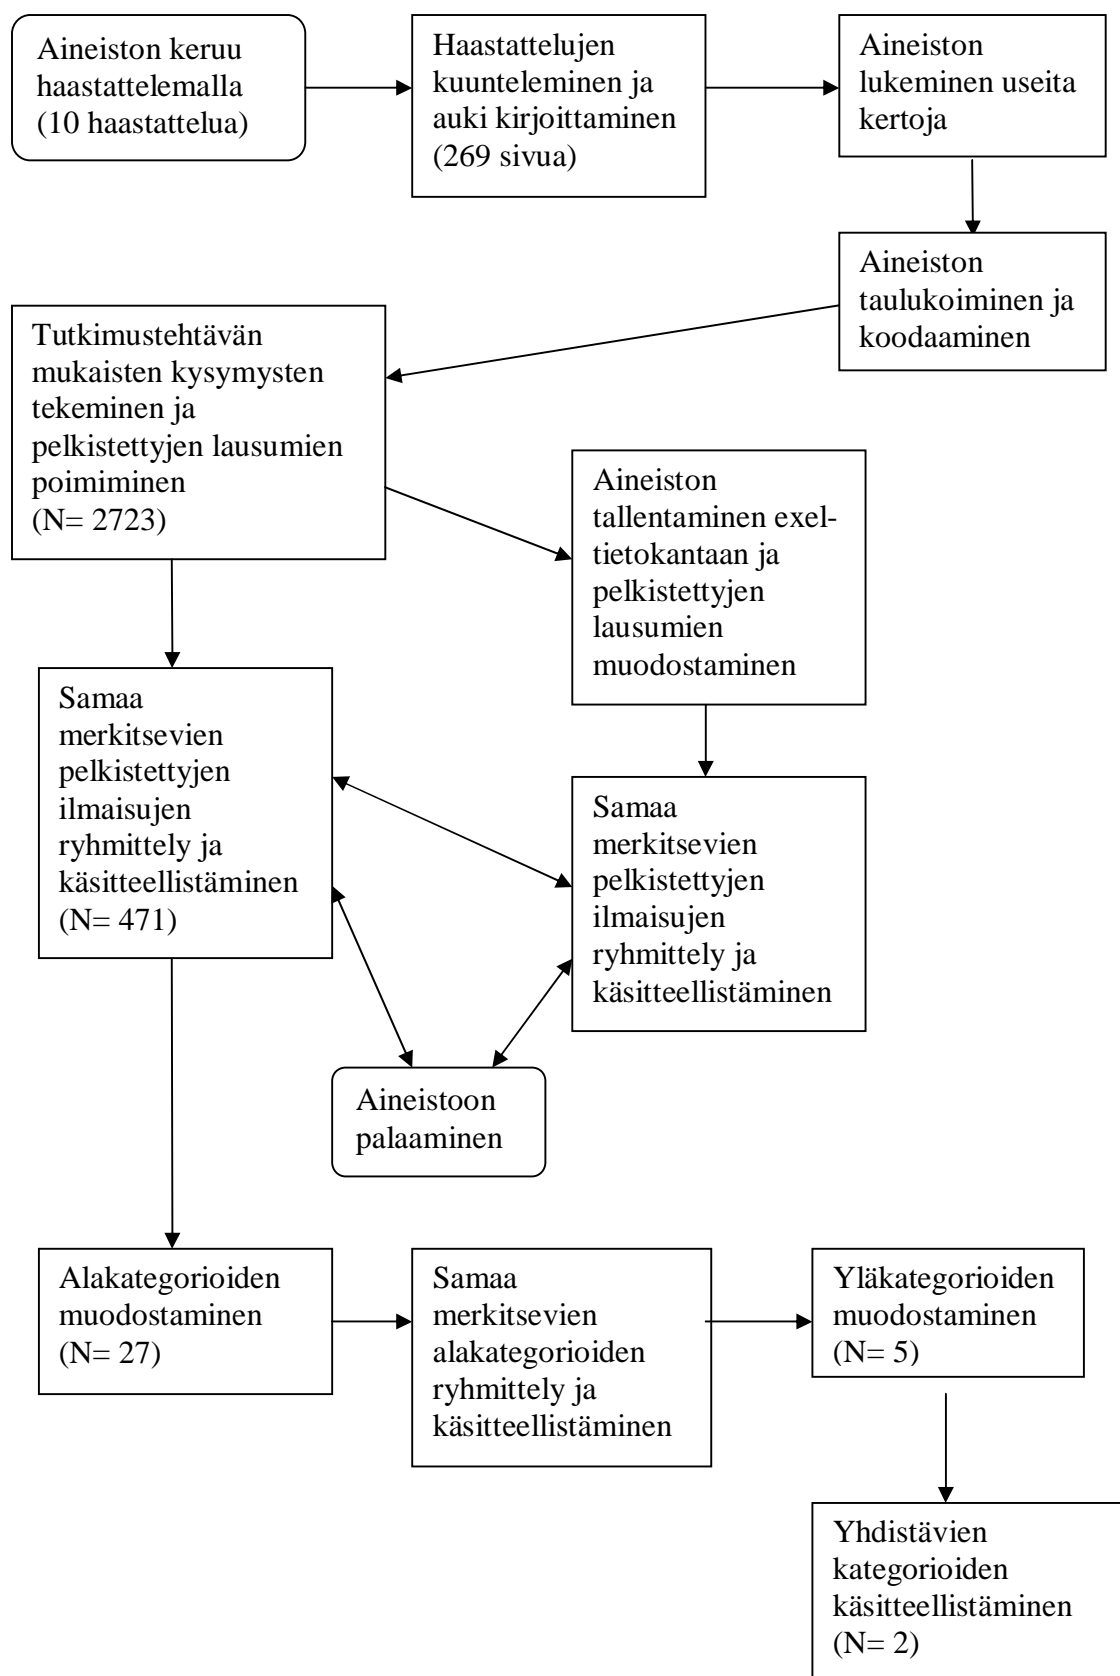 Aineiston keruu
haastattelemalla
(10 haastattelua)
Haastattelujen
kuunteleminen ja
auki kirjoittaminen
(269 sivua)
Aineiston
lukeminen useita
kertoja
Aineiston
taulukoiminen ja
koodaaminen
Tutkimustehtävän
mukaisten kysymysten
tekeminen ja
pelkistettyjen lausumien
poimiminen
(N= 2723)
Aineiston
tallentaminen exel-
tietokantaan ja
pelkistettyjen
lausumien
muodostaminen
Samaa
merkitsevien
pelkistettyjen
ilmaisujen
ryhmittely ja
käsitteellistäminen
(N= 471)
Samaa
merkitsevien
pelkistettyjen
ilmaisujen
ryhmittely ja
käsitteellistäminen
Aineistoon
palaaminen
Alakategorioiden
muodostaminen
(N= 27)
Samaa
merkitsevien
alakategorioiden
ryhmittely ja
käsitteellistäminen
Yläkategorioiden
muodostaminen
(N= 5)
Yhdistävien
kategorioiden
käsitteellistäminen
(N= 2)